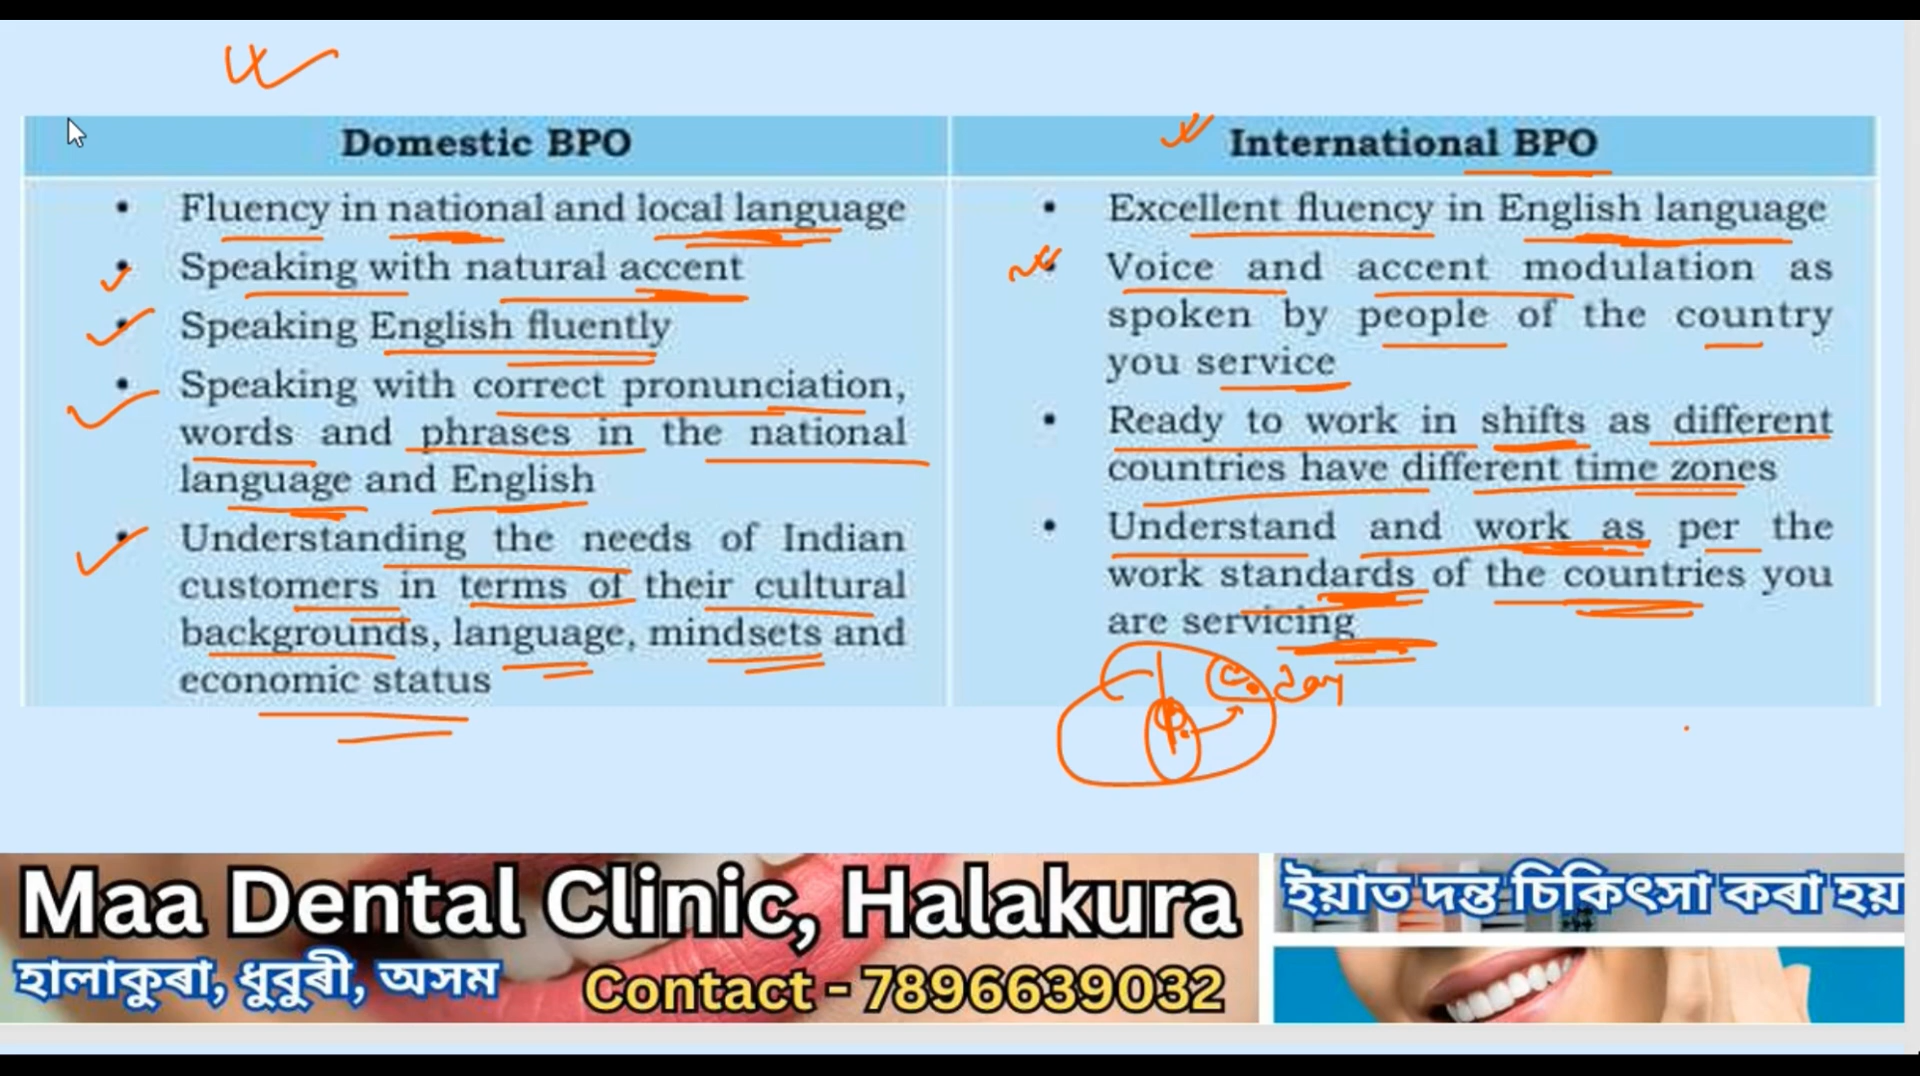 Domestic BPO
• Fluency in national and local language
• Speaking with natural accent
• Speaking English fluently
• Speaking with correct pronunciation,
words and phrases in the national
language and English
• Understanding the needs of Indian
customers in terms of their cultural
backgrounds, language, mindsets and
economic status
International BPO
• Excellent fluency in English language
• Voice and accent modulation as
spoken by people of the country
you service
• Ready to work in shifts as different
countries have different time zones
• Understand and work as per the
work standards of the countries you
are servicing
Maa Dental Clinic, Halakura
হালাকুৰা, ধুবুৰী, অসম
Contact - 7896639032
ইয়াত দন্ত চিকিৎসা কৰা হয়